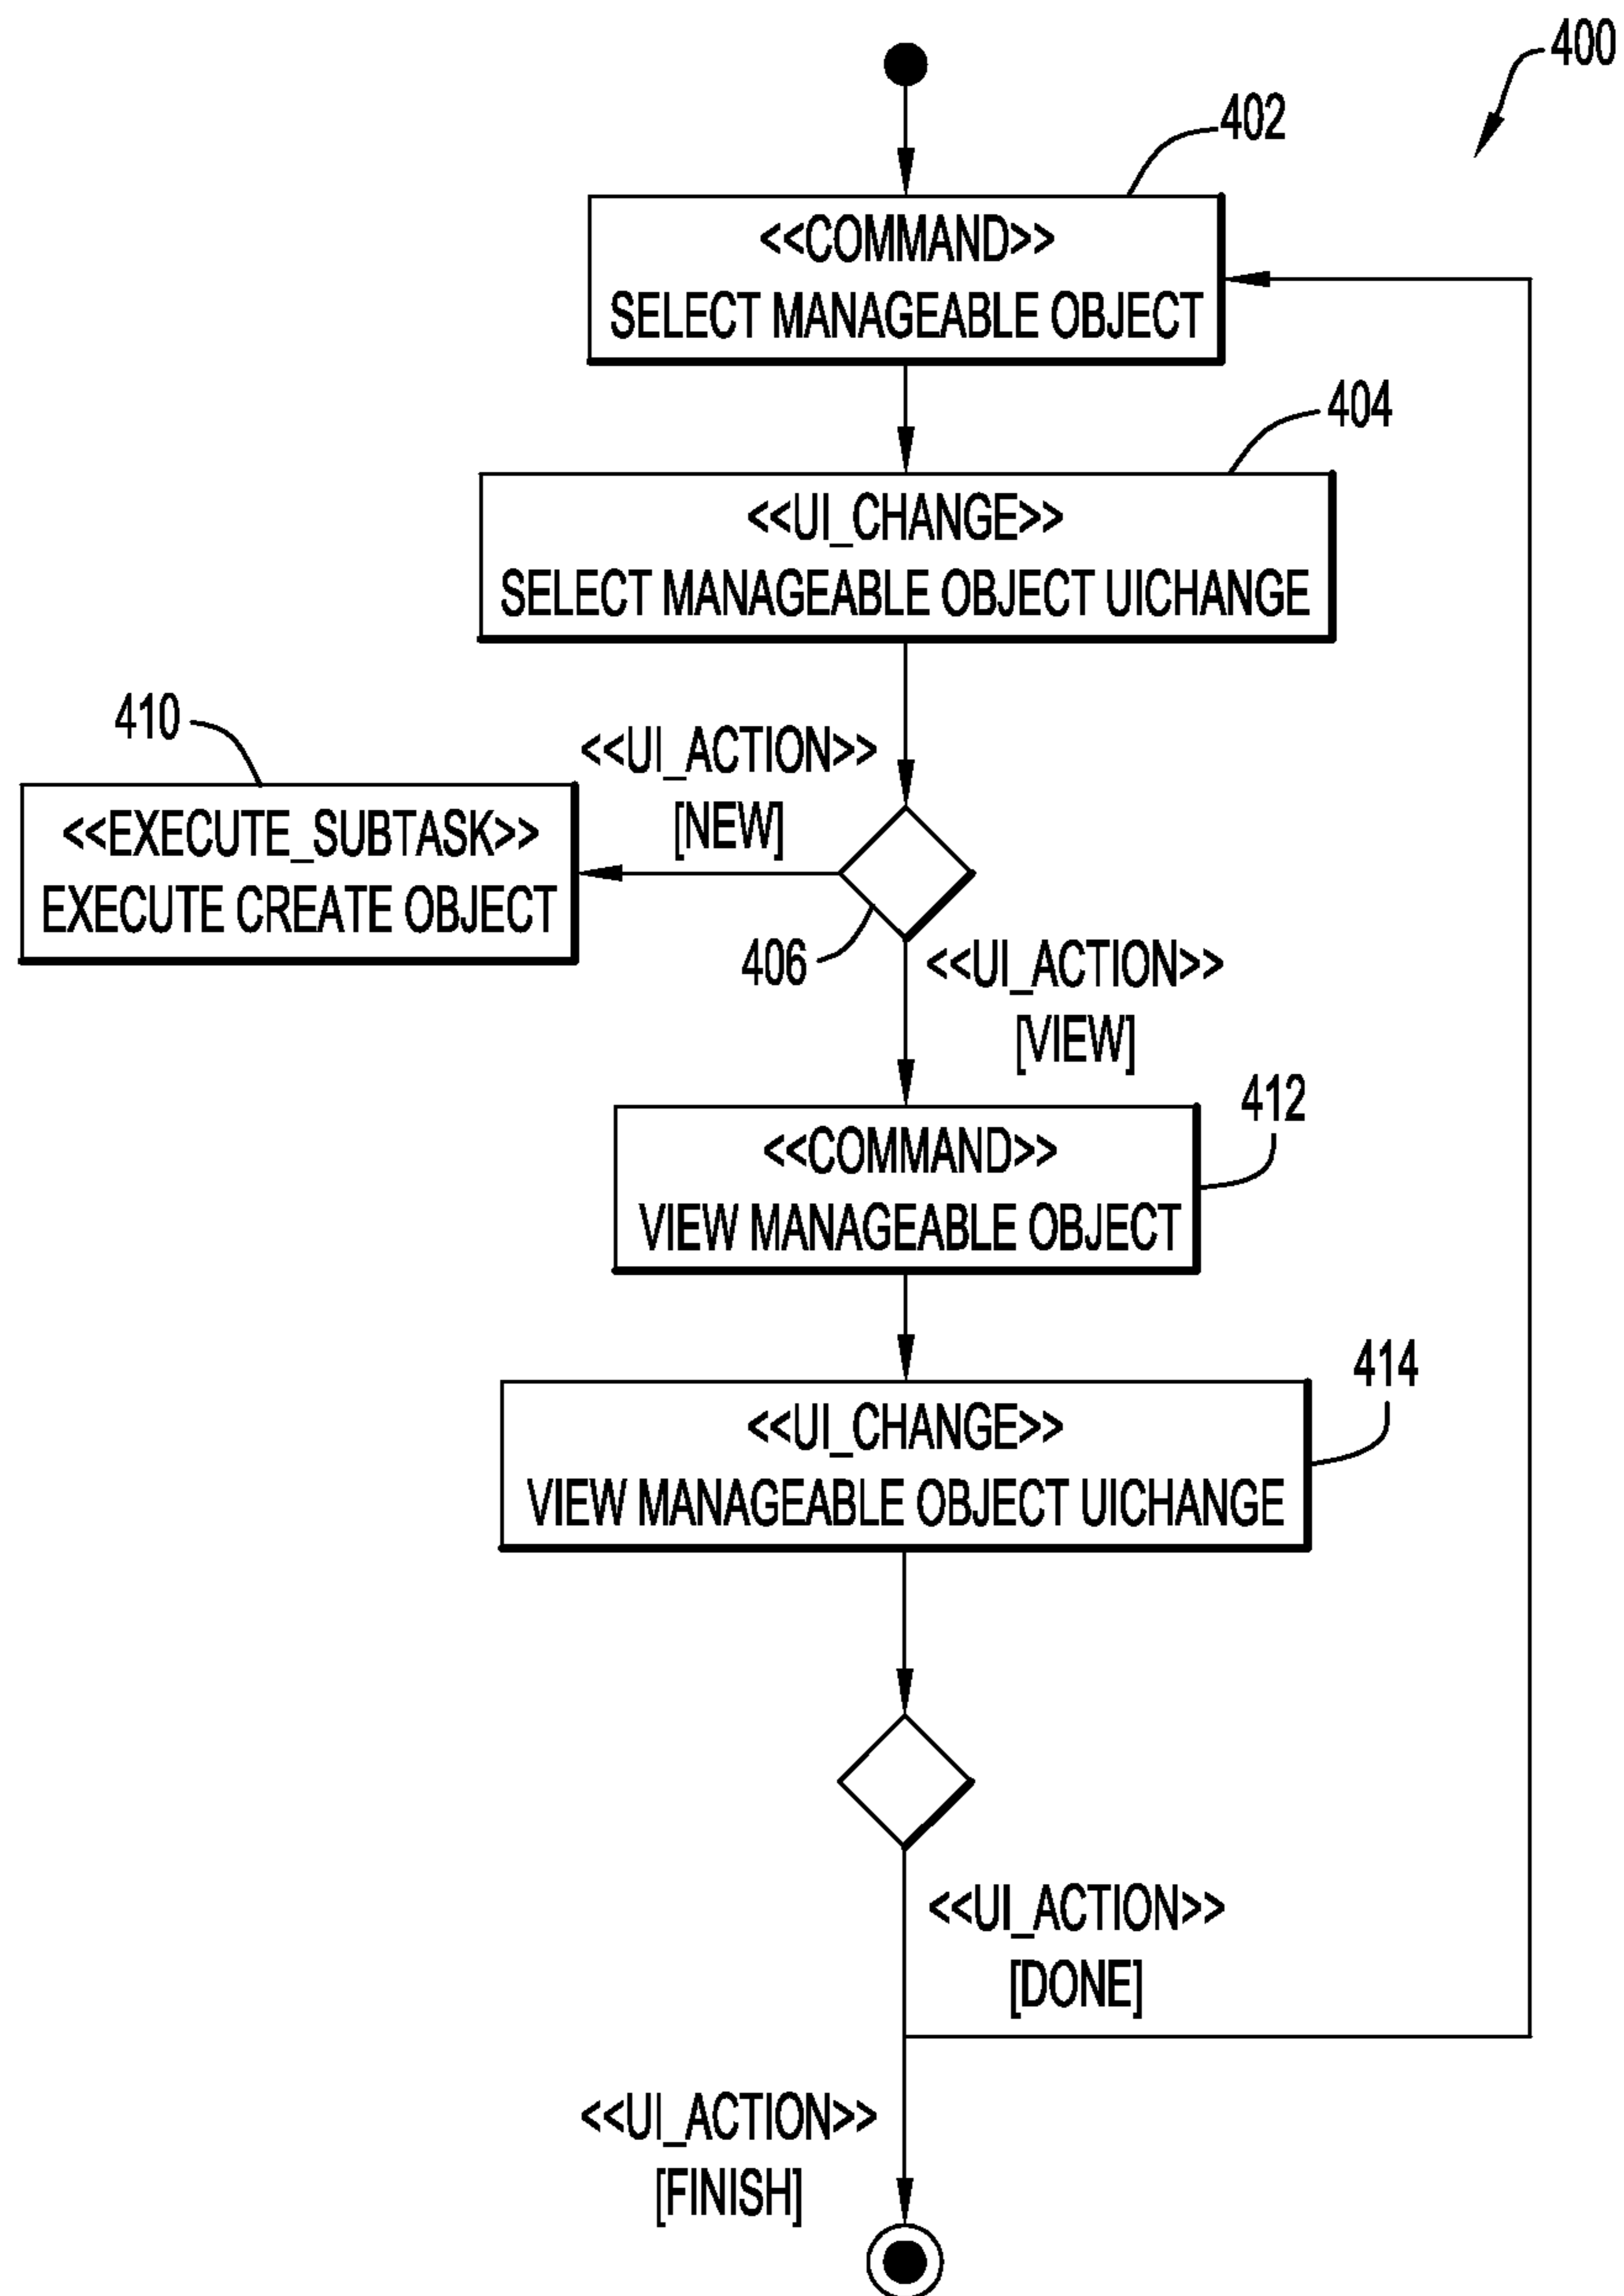 400
402
<<COMMAND>>
SELECT MANAGEABLE OBJECT
404
<<UI_CHANGE>>
SELECT MANAGEABLE OBJECT UICHANGE
410
<<UI_ACTION>>
[NEW]
<<EXECUTE_SUBTASK>>
EXECUTE CREATE OBJECT
406
<<UI_ACTION>>
[VIEW]
412
<<COMMAND>>
VIEW MANAGEABLE OBJECT
414
<<UI_CHANGE>>
VIEW MANAGEABLE OBJECT UICHANGE
<<UI_ACTION>>
[DONE]
<<UI_ACTION>>
[FINISH]